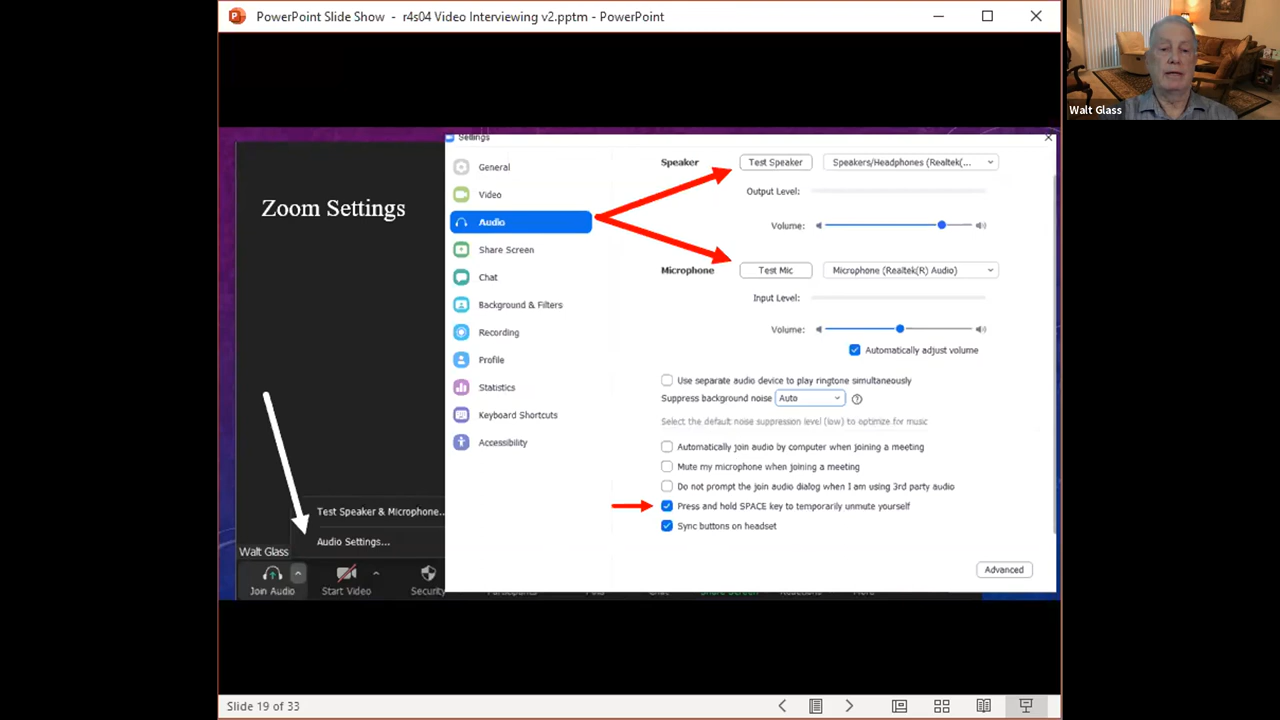 PowerPoint Slide Show - r4s04 Video Interviewing v2.pptm - PowerPoint
Walt Glass
Zoom Settings
Settings
General
Video
Audio
Share Screen
Chat
Background & Filters
Recording
Profile
Statistics
Keyboard Shortcuts
Accessibility
Speaker
Test Speaker
Speakers/Headphones (Realtek(...
Output Level:
Volume:
Microphone
Test Mic
Microphone (Realtek(R) Audio)
Input Level:
Volume:
Automatically adjust volume
Use separate audio device to play ringtone simultaneously
Suppress background noise Auto
Select the default noise suppression level (low) to optimize for music
Automatically join audio by computer when joining a meeting
Mute my microphone when joining a meeting
Do not prompt the join audio dialog when I am using 3rd party audio
Press and hold SPACE key to temporarily unmute yourself
Sync buttons on headset
Advanced
Test Speaker & Microphone...
Audio Settings...
Walt Glass
Join Audio
Start Video
Security
Slide 19 of 33